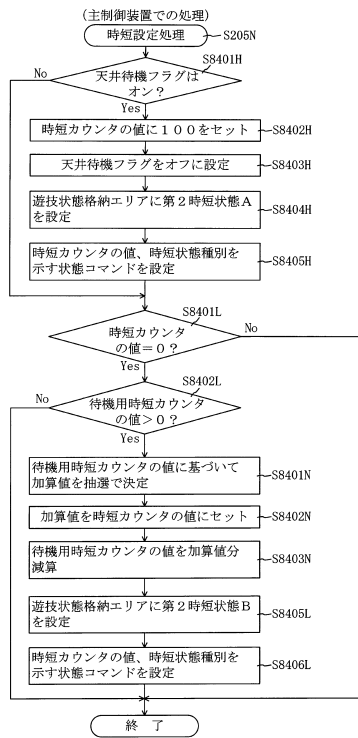 (主制御装置での処理)
時短設定処理
S205N
S8401H
No
天井待機フラグは
オン?
Yes
時短カウンタの値に100をセット
S8402H
天井待機フラグをオフに設定
S8403H
遊技状態格納エリアに第2時短状態A
を設定
S8404H
時短カウンタの値、時短状態種別を
示す状態コマンドを設定
S8405H
S8401L
時短カウンタ
の値=0?
No
Yes
S8402L
No
待機用時短カウンタ
の値>0?
Yes
待機用時短カウンタの値に基づいて
加算値を抽選で決定
S8401N
加算値を時短カウンタの値にセット
S8402N
待機用時短カウンタの値を加算値分
減算
S8403N
遊技状態格納エリアに第2時短状態B
を設定
S8405L
時短カウンタの値、時短状態種別を
示す状態コマンドを設定
S8406L
終 了